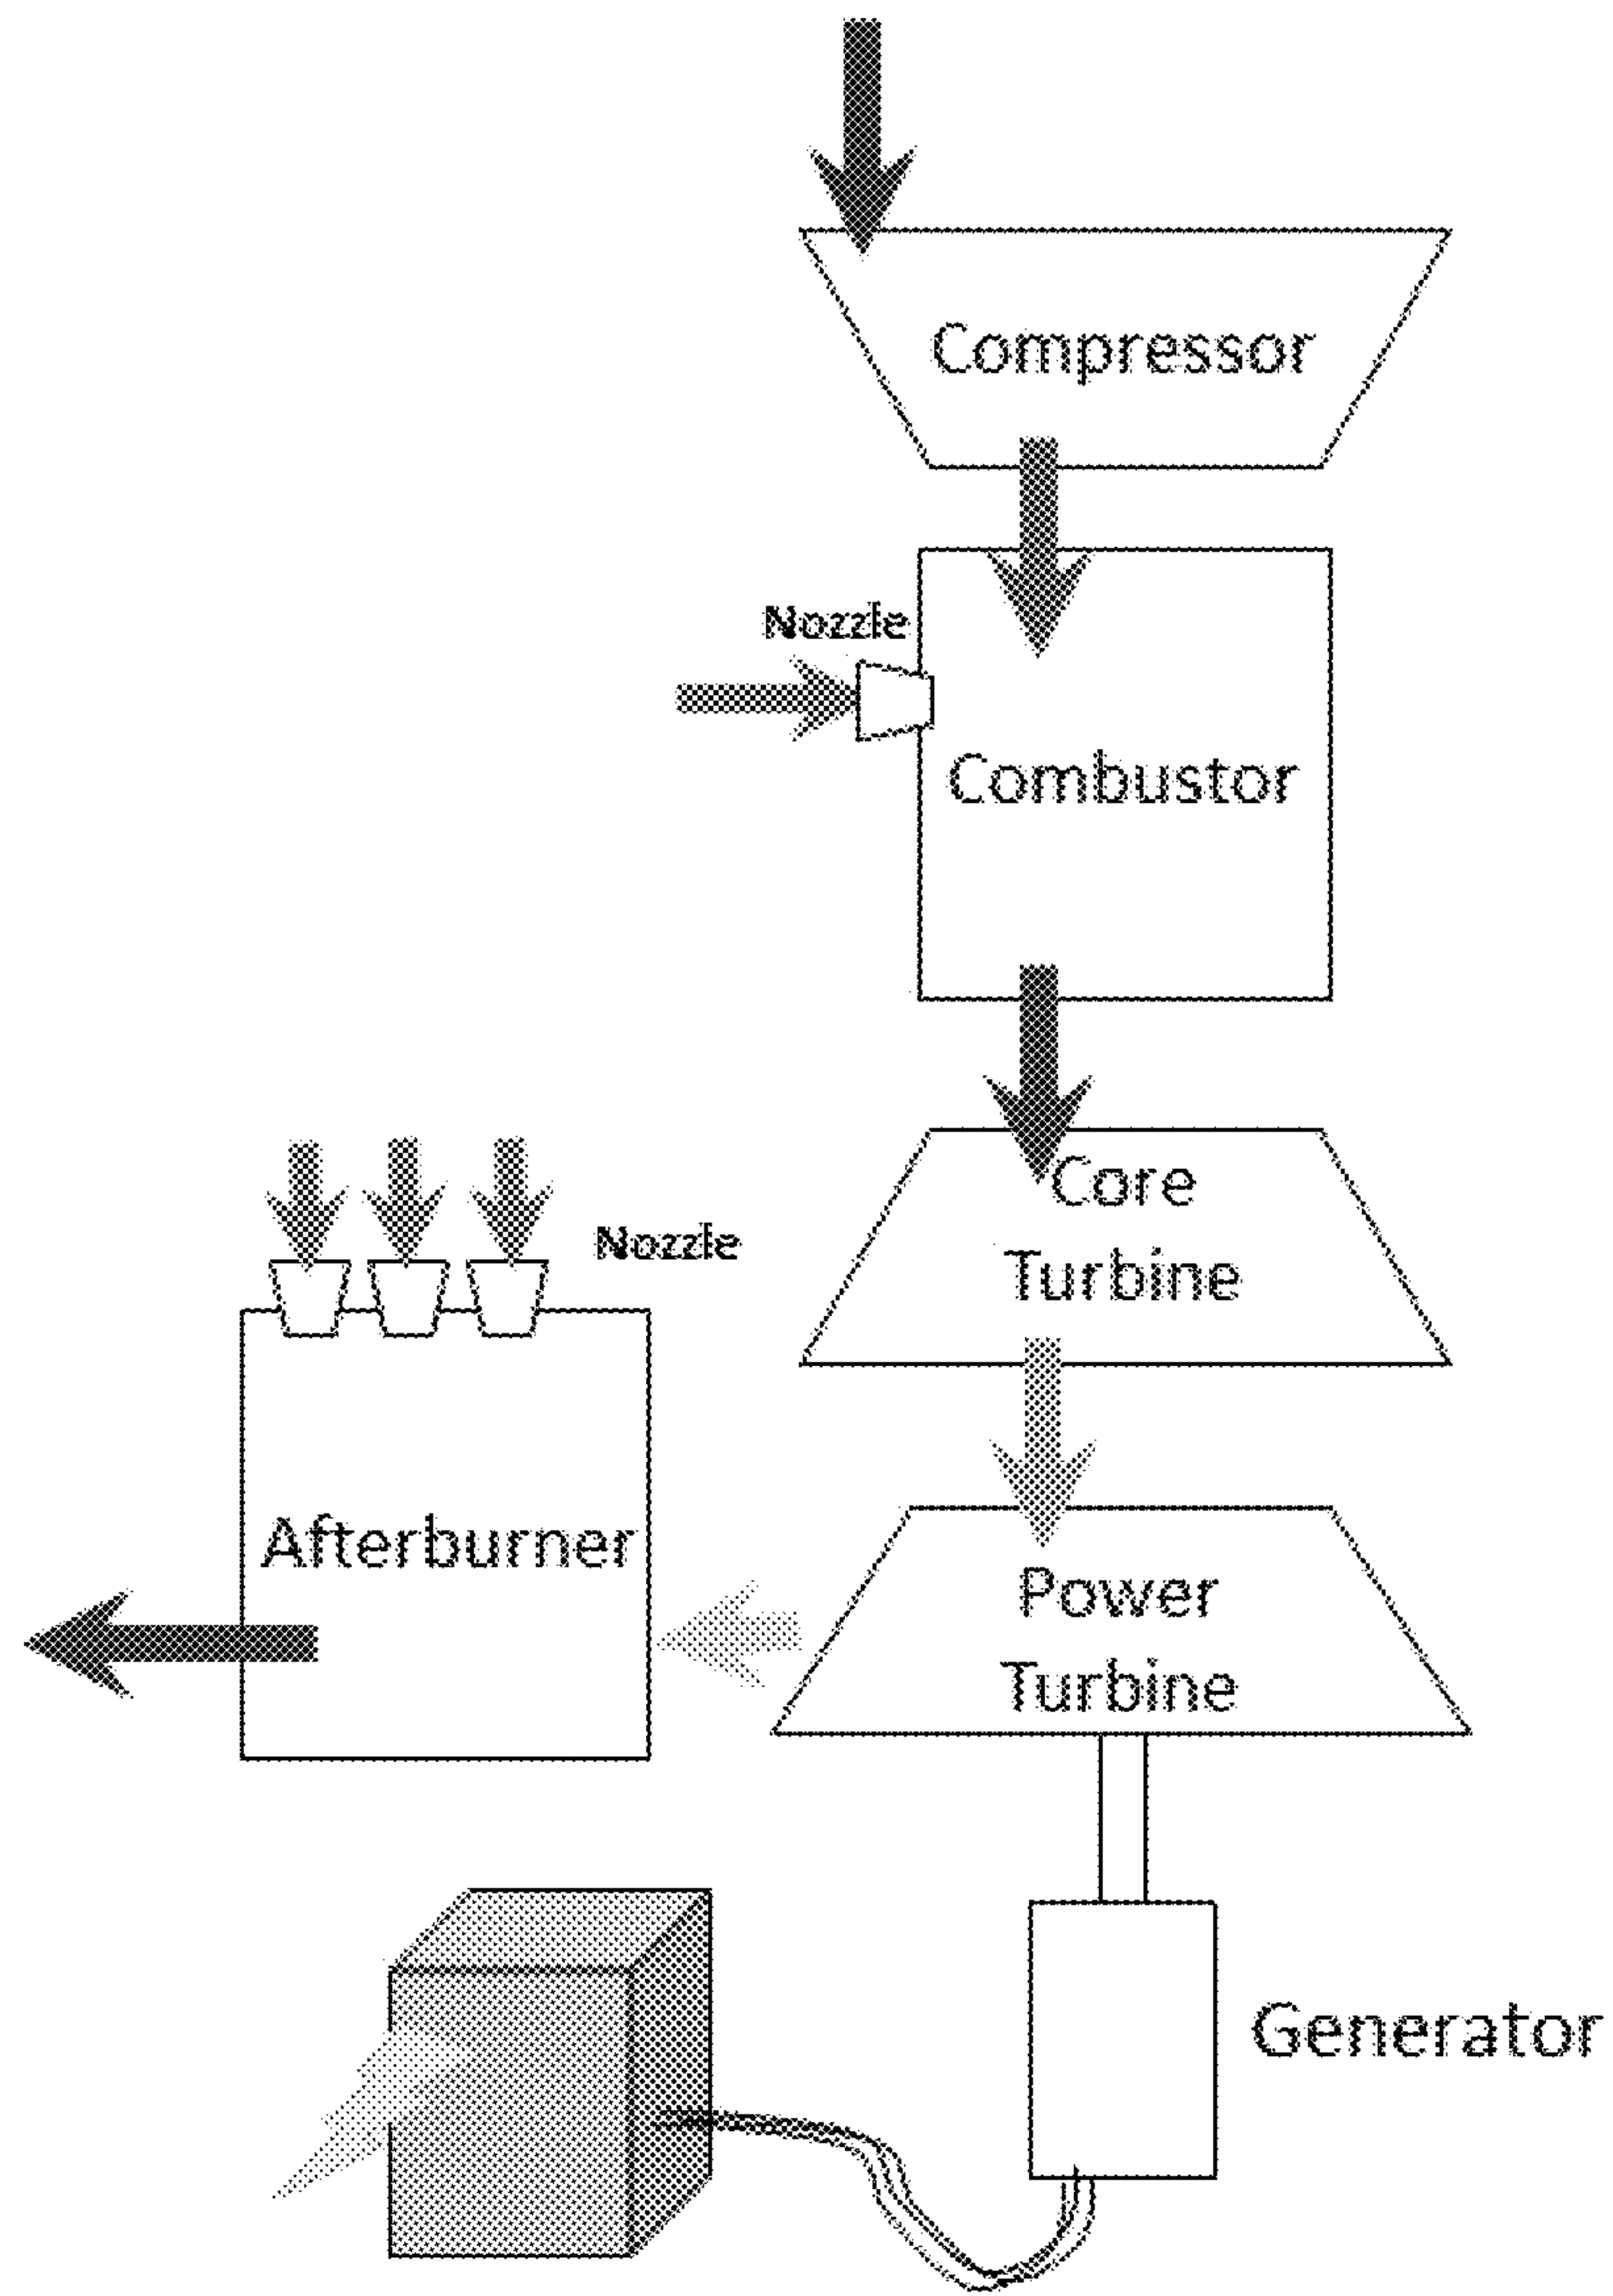 Compressor
Nozzle
Combustor
Core
Turbine
Nozzle
Afterburner
Power
Turbine
Generator